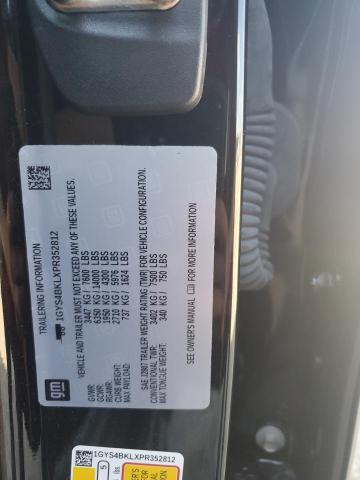 TRAILERING INFORMATION
1GYS4BKLXPR352812
VEHICLE AND TRAILER MUST NOT EXCEED ANY OF THESE VALUES.
GVWR: 3447 KG / 7600 LBS
GCWR: 6350 KG / 14000 LBS
RGAWR: 1950 KG / 4300 LBS
CURB WEIGHT: 2710 KG / 5976 LBS
MAX PAYLOAD: 737 KG / 1624 LBS
SAE J2807 TRAILER WEIGHT RATING (TWR) FOR VEHICLE CONFIGURATION.
CONVENTIONAL TWR: 3402 KG / 7500 LBS
MAX TONGUE WEIGHT: 340 KG / 750 LBS
SEE OWNER'S MANUAL FOR MORE INFORMATION
gm
1GYS4BKLXPR352812
5
lbs.